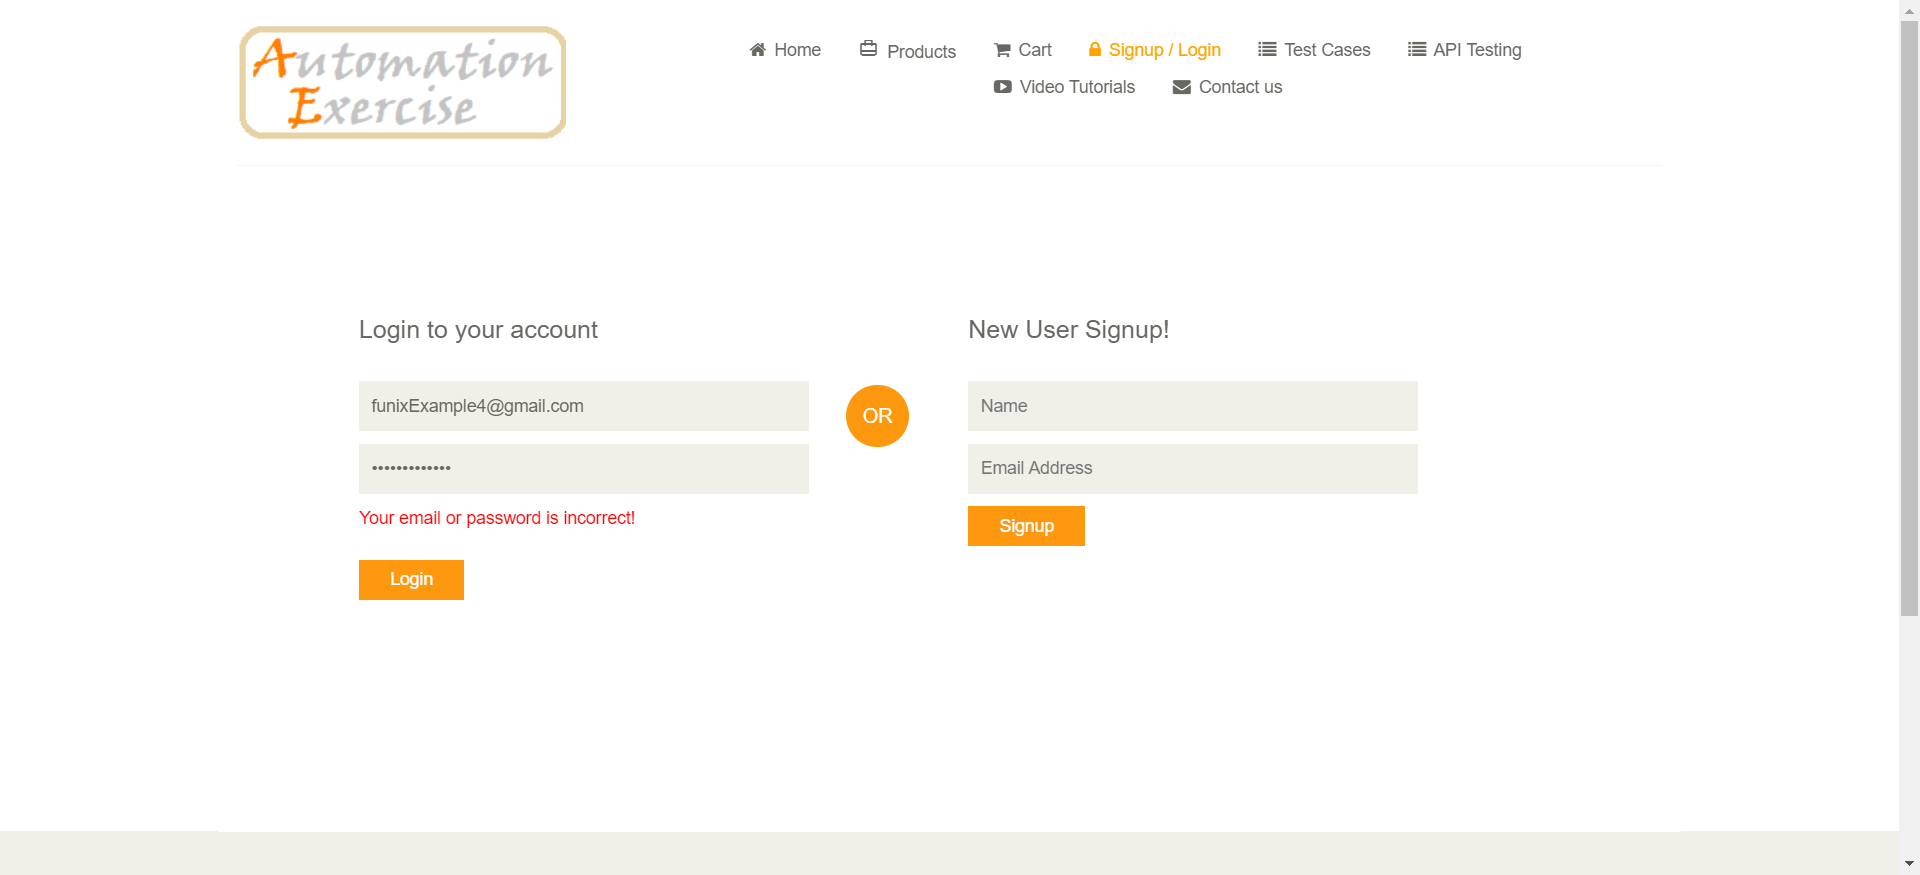 Automation
Exercise
Home
Products
Cart
Signup / Login
Test Cases
API Testing
Video Tutorials
Contact us
Login to your account
funixExample4@gmail.com
•••••••••••••
Your email or password is incorrect!
Login
OR
New User Signup!
Name
Email Address
Signup